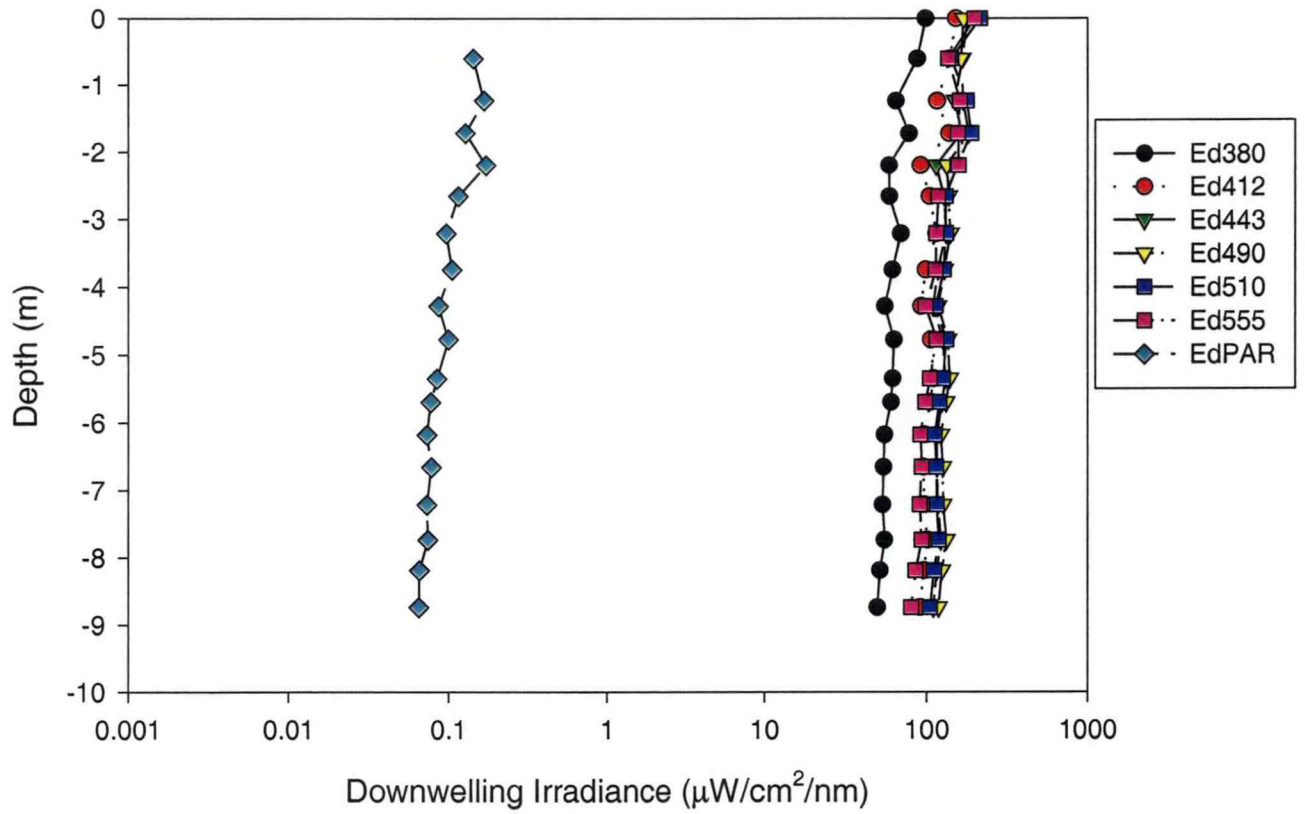 0
-1
-2
-3
-4
-5
-6
-7
-8
-9
-10
Depth (m)
0.001 0.01 0.1 1 10 100 1000
Downwelling Irradiance (μW/cm²/nm)
Ed380
Ed412
Ed443
Ed490
Ed510
Ed555
EdPAR